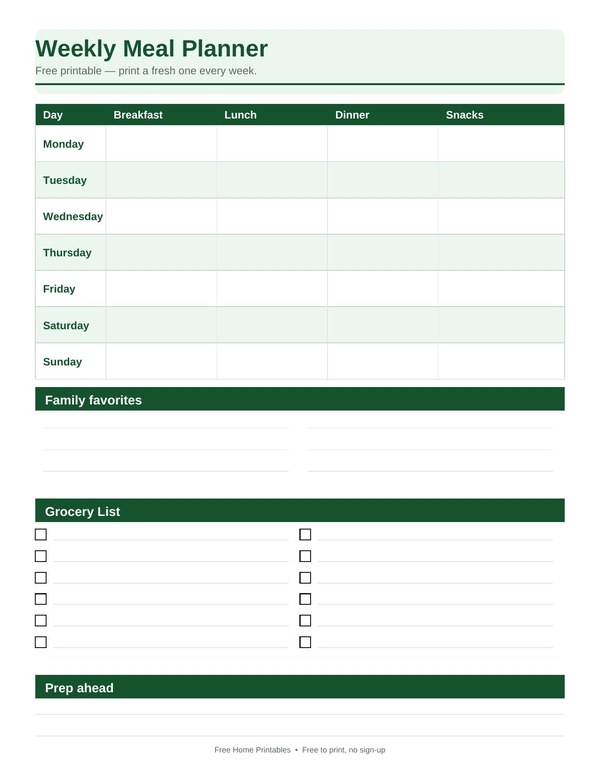 Weekly Meal Planner
Free printable — print a fresh one every week.
Day Breakfast Lunch Dinner Snacks
Monday
Tuesday
Wednesday
Thursday
Friday
Saturday
Sunday
Family favorites
Grocery List
Prep ahead
Free Home Printables • Free to print, no sign-up